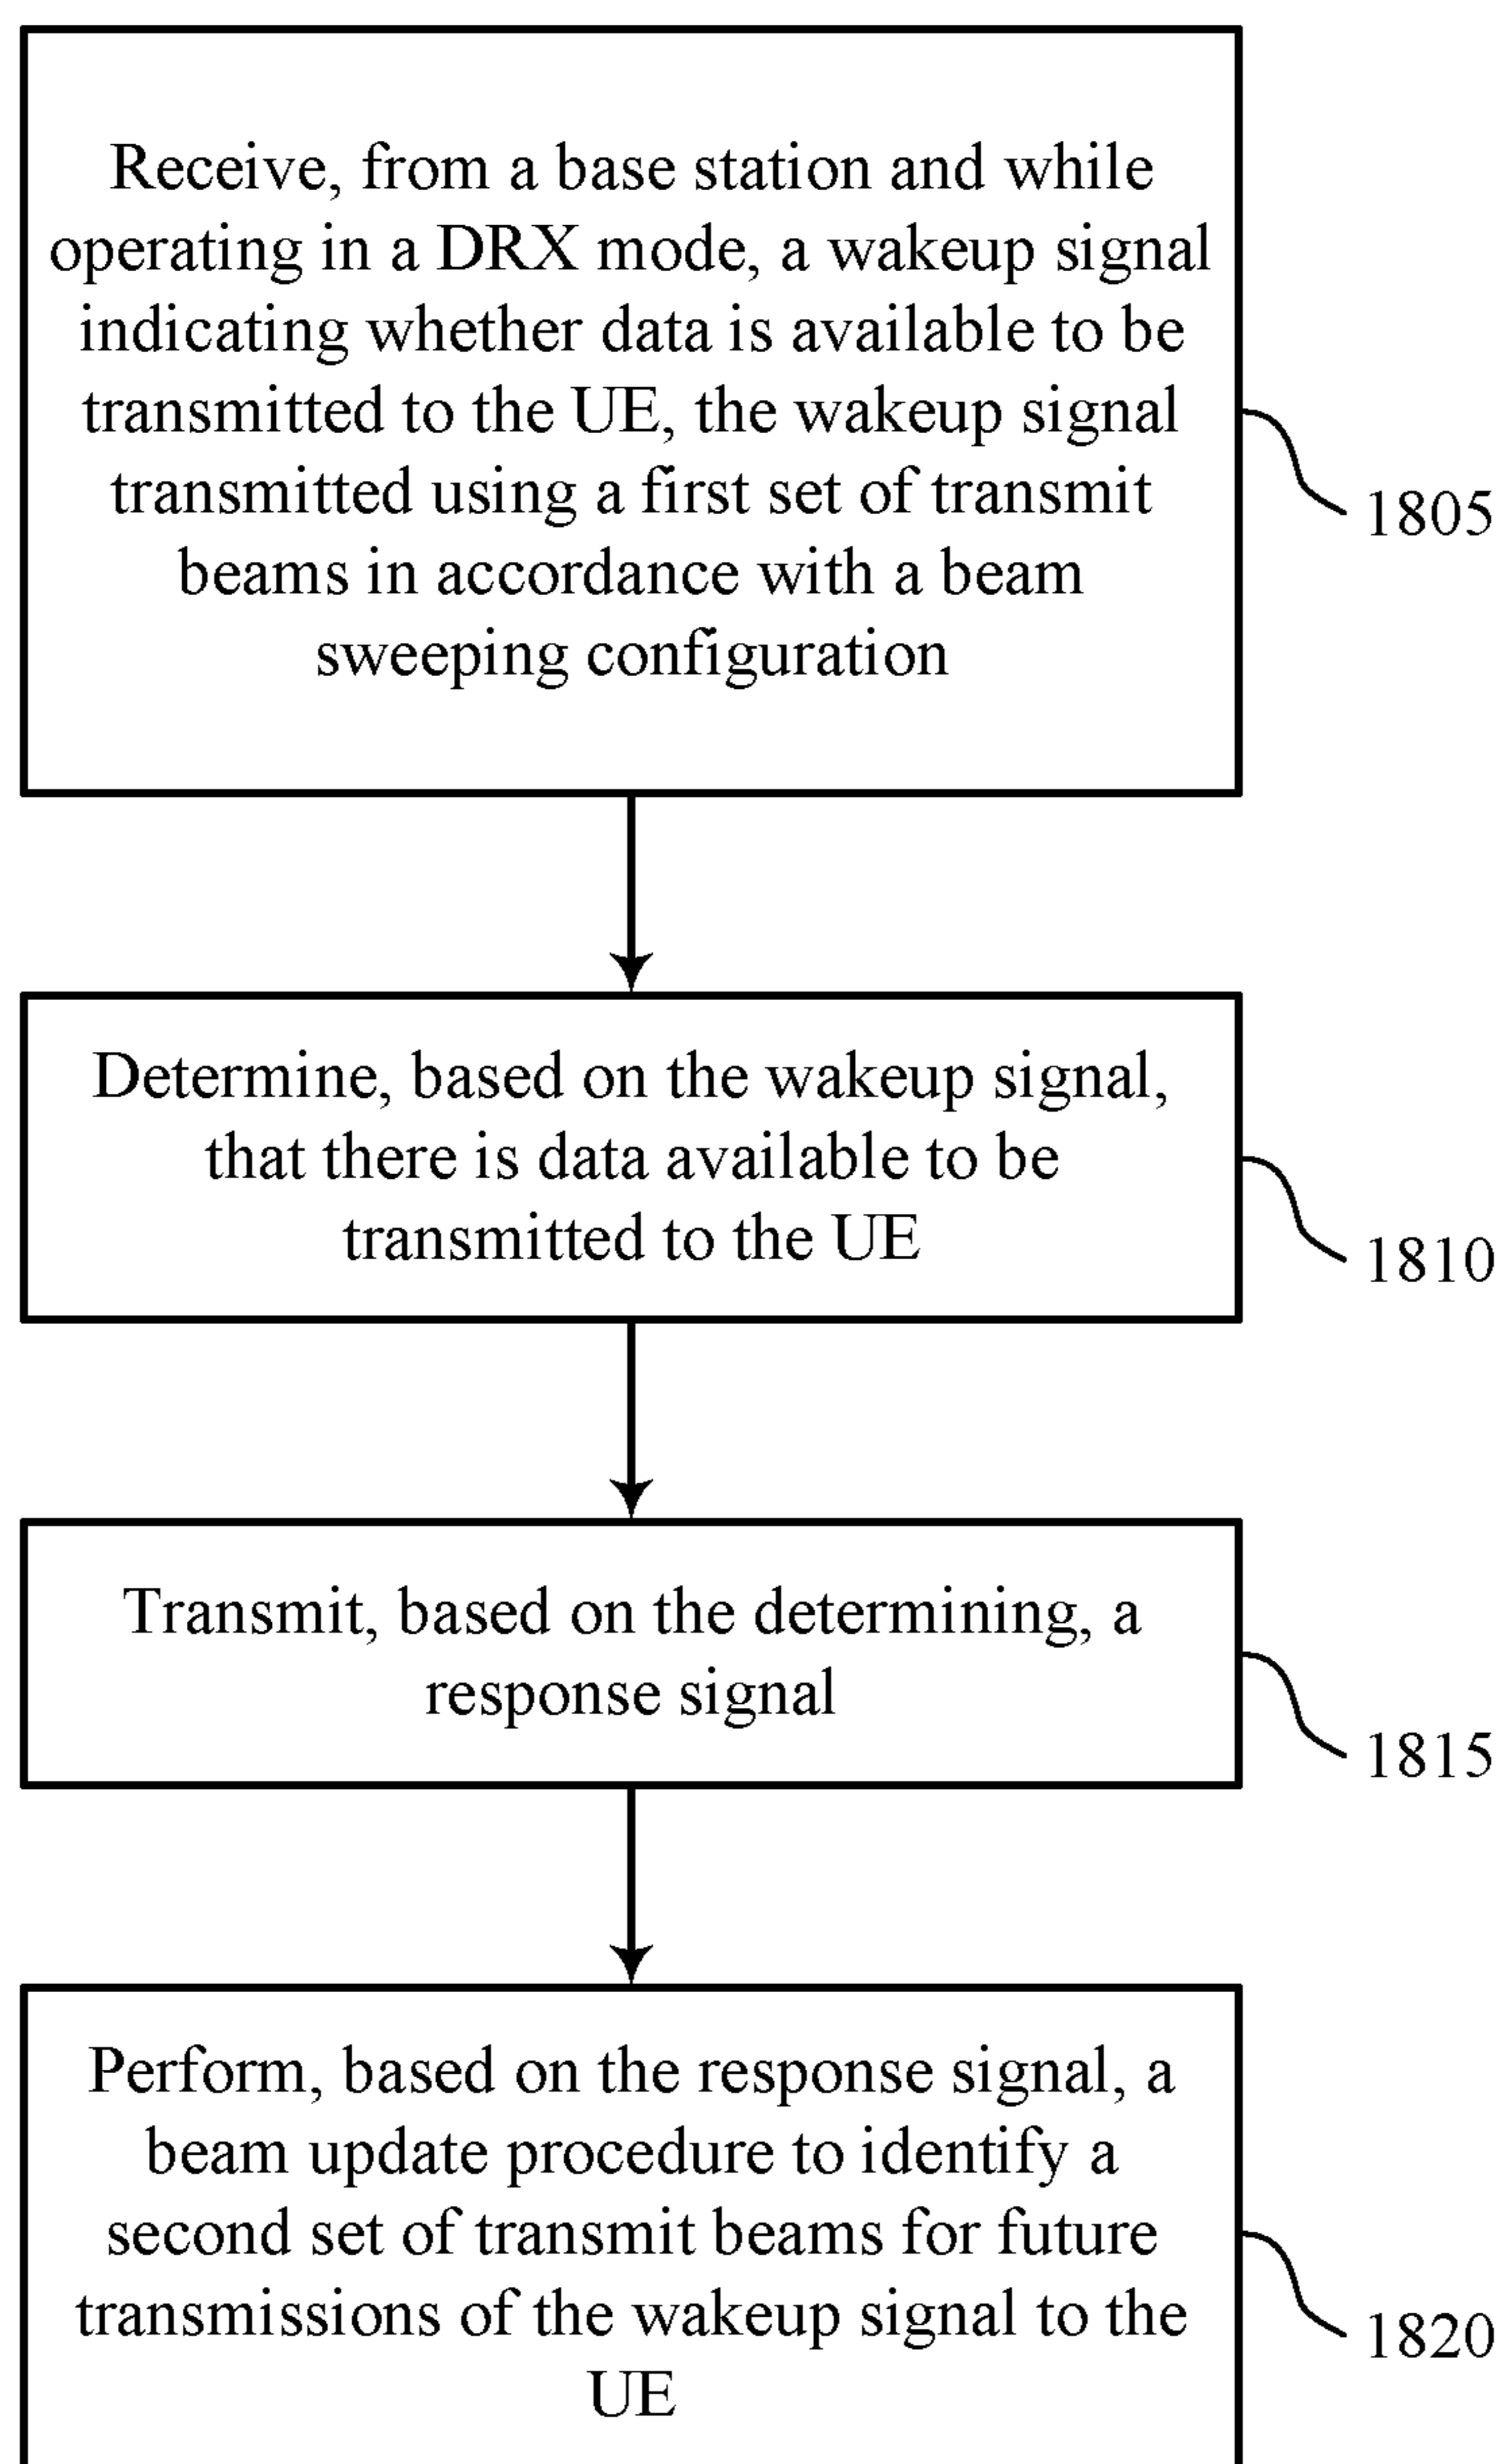 Receive, from a base station and while
operating in a DRX mode, a wakeup signal
indicating whether data is available to be
transmitted to the UE, the wakeup signal
transmitted using a first set of transmit
beams in accordance with a beam
sweeping configuration
1805
Determine, based on the wakeup signal,
that there is data available to be
transmitted to the UE
1810
Transmit, based on the determining, a
response signal
1815
Perform, based on the response signal, a
beam update procedure to identify a
second set of transmit beams for future
transmissions of the wakeup signal to the
UE
1820